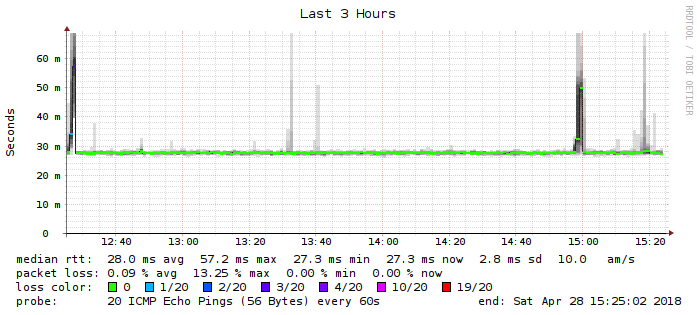 Last 3 Hours
RRDTOOL / TOBI OETIKER
Seconds
60 m
50 m
40 m
30 m
20 m
10 m
0
12:40 13:00 13:20 13:40 14:00 14:20 14:40 15:00 15:20
median rtt: 28.0 ms avg 57.2 ms max 27.3 ms min 27.3 ms now 2.8 ms sd 10.0 am/s
packet loss: 0.09 % avg 13.25 % max 0.00 % min 0.00 % now
loss color: 0 1/20 2/20 3/20 4/20 10/20 19/20
probe: 20 ICMP Echo Pings (56 Bytes) every 60s end: Sat Apr 28 15:25:02 2018